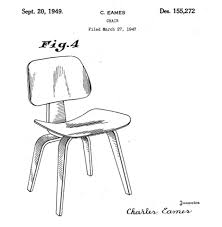 Sept. 20, 1949.
C. EAMES
Des. 155,272
CHAIR
Filed March 27, 1947
Fig. 4
Inventor
Charles Eames